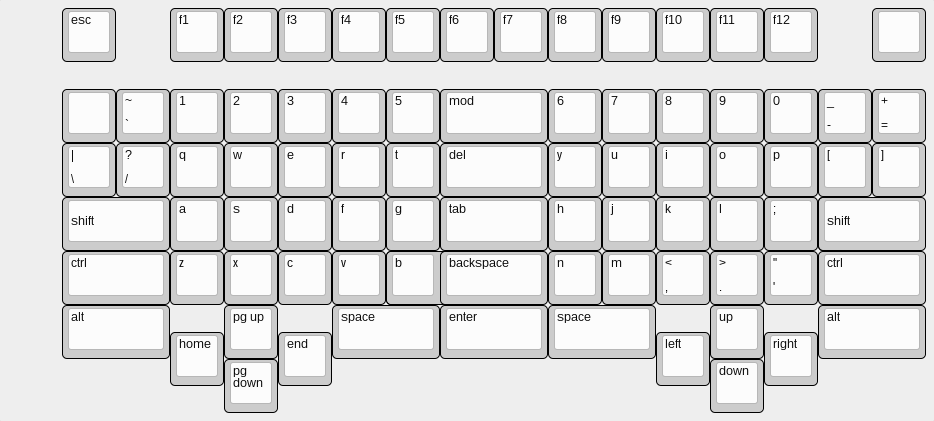 esc f1 f2 f3 f4 f5 f6 f7 f8 f9 f10 f11 f12
~ 1 2 3 4 5 mod 6 7 8 9 0 _ +
` - =
| ? q w e r t del y u i o p [ ]
\ /
shift a s d f g tab h j k l ; shift
ctrl z x c v b backspace n m < > " ctrl
, . '
alt pg up space enter space up alt
home end left right
pg down
down